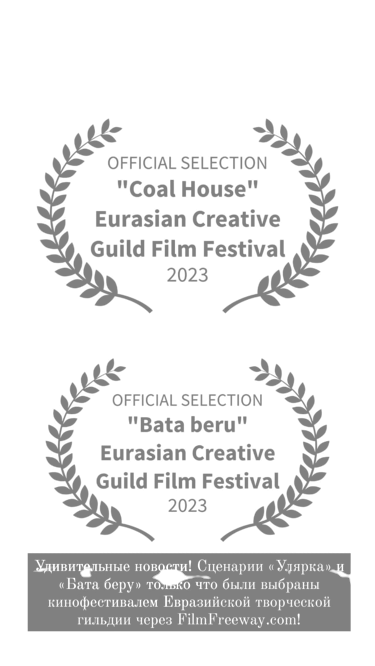 OFFICIAL SELECTION
"Coal House"
Eurasian Creative
Guild Film Festival
2023
OFFICIAL SELECTION
"Bata beru"
Eurasian Creative
Guild Film Festival
2023
Удивительные новости! Сценарии «Улярка» и
«Бата беру» только что были выбраны
кинофестивалем Евразийской творческой
гильдии через FilmFreeway.com!